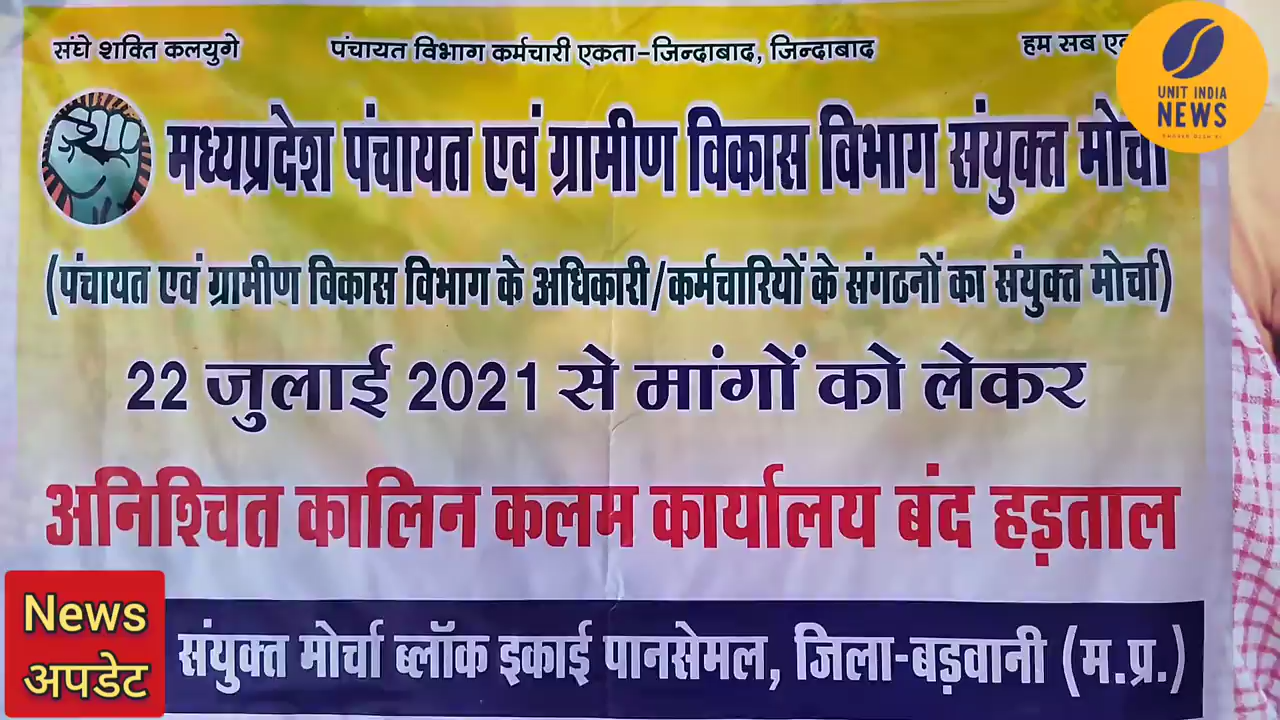 संघे शक्ति कलयुगे
पंचायत विभाग कर्मचारी एकता-जिन्दाबाद, जिन्दाबाद
हम सब
UNIT INDIA
NEWS
मध्यप्रदेश पंचायत एवं ग्रामीण विकास विभाग संयुक्त मोर्चा
(पंचायत एवं ग्रामीण विकास विभाग के अधिकारी/कर्मचारियों के संगठनों का संयुक्त मोर्चा)
22 जुलाई 2021 से मांगों को लेकर
अनिश्चित कालिन कलम कार्यालय बंद हड़ताल
News
अपडेट
संयुक्त मोर्चा ब्लॉक इकाई पानसेमल, जिला-बड़वानी (म.प्र.)